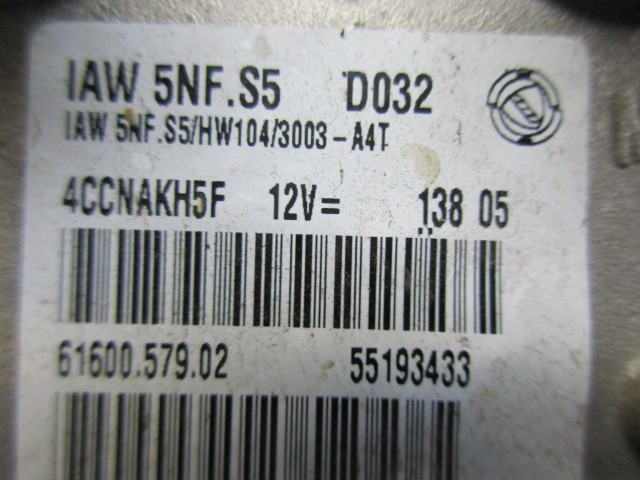 IAW 5NF.S5 D032
IAW 5NF.S5/HW104/3003-A4T
4CCNAKH5F 12V= 138 05
61600.579.02 55193433